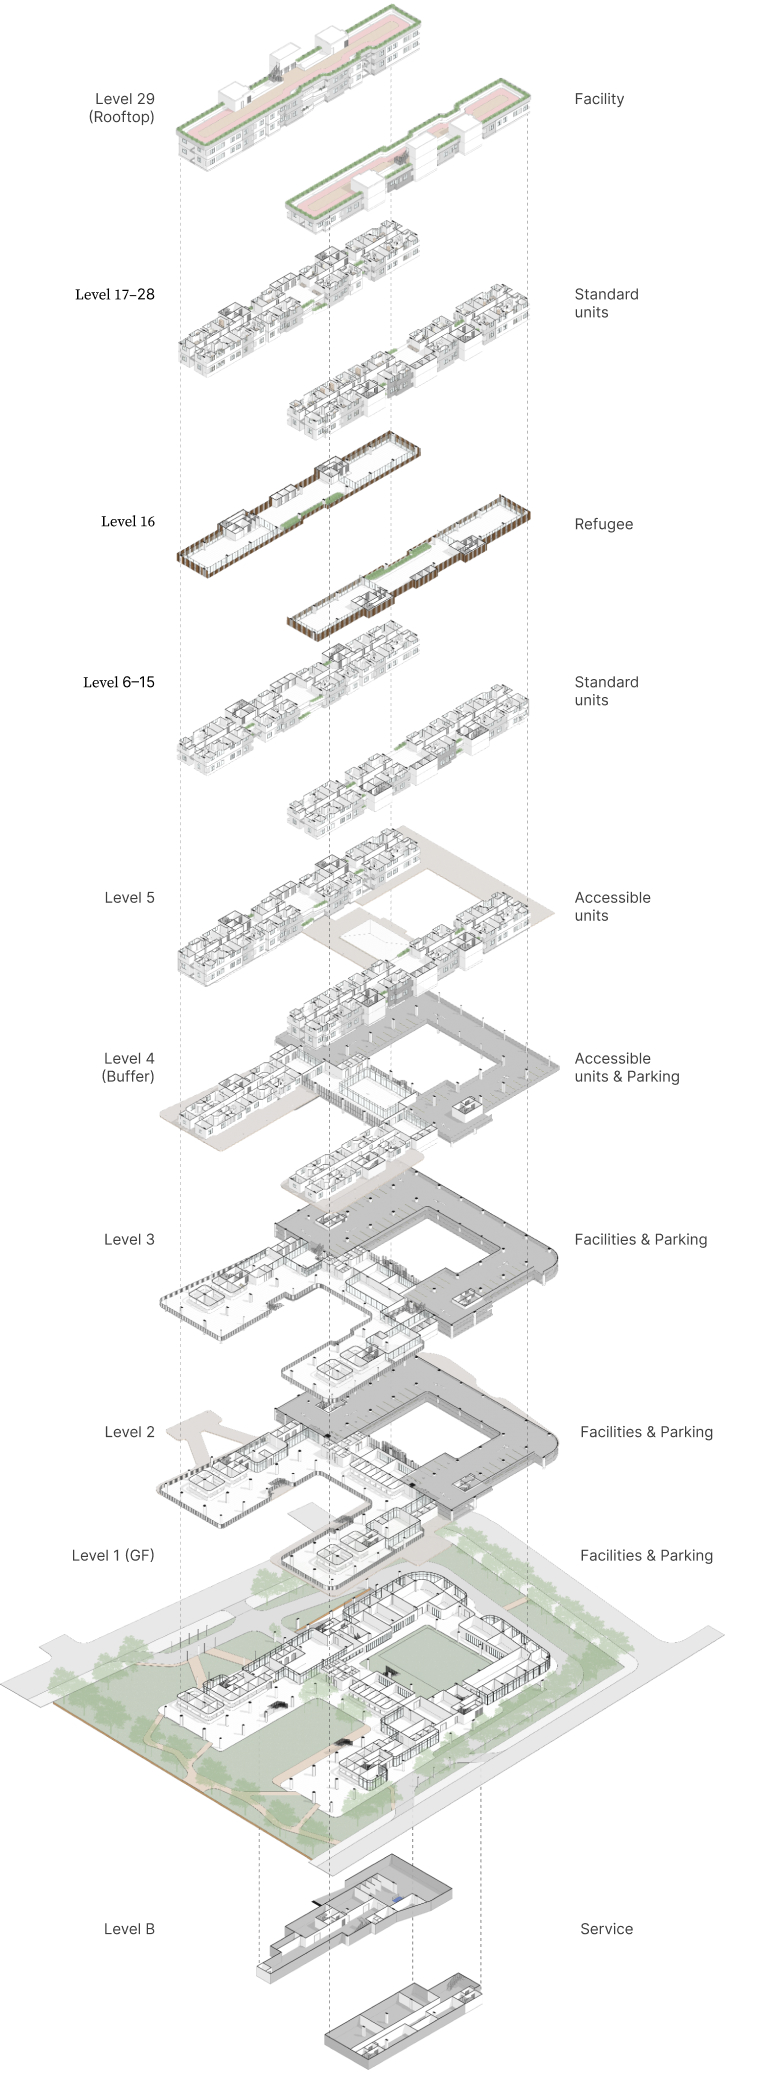 Level 29
(Rooftop)
Facility
Level 17–28
Standard
units
Level 16
Refugee
Level 6–15
Standard
units
Level 5
Accessible
units
Level 4
(Buffer)
Accessible
units & Parking
Level 3
Facilities & Parking
Level 2
Facilities & Parking
Level 1 (GF)
Facilities & Parking
Level B
Service